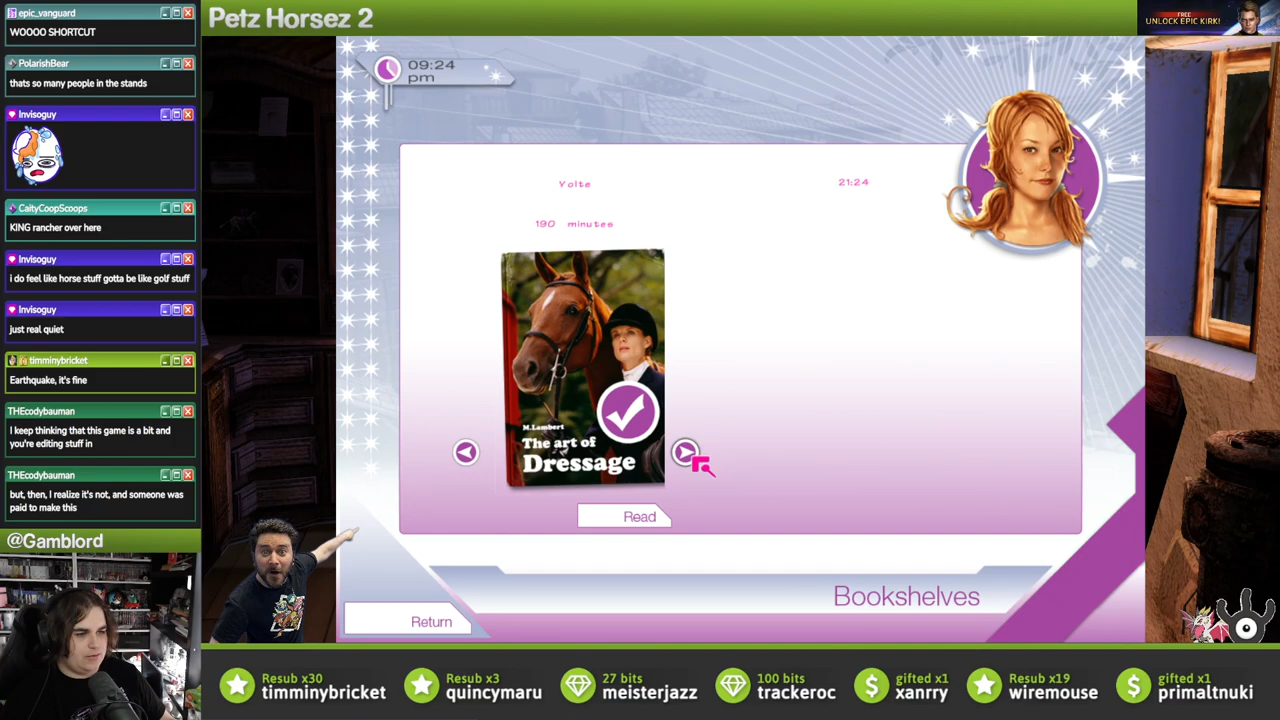 epic_vanguard
WOOOO SHORTCUT
PolarishBear
thats so many people in the stands
Invisoguy
CaityCoopScoops
KING rancher over here
Invisoguy
i do feel like horse stuff gotta be like golf stuff
Invisoguy
just real quiet
timminybricket
Earthquake, it's fine
THEcodybauman
I keep thinking that this game is a bit and
you're editing stuff in
THEcodybauman
but, then, I realize it's not, and someone was
paid to make this
@Gamblord
Petz Horsez 2
FREE
UNLOCK EPIC KIRK!
09:24
pm
Yolte
21:24
190 minutes
M.Lambert
The art of
Dressage
Read
Bookshelves
Return
Resub x30
timminybricket
Resub x3
quincymaru
27 bits
meisterjazz
100 bits
trackeroc
gifted x1
xanrry
Resub x19
wiremouse
gifted x1
primaltnuki